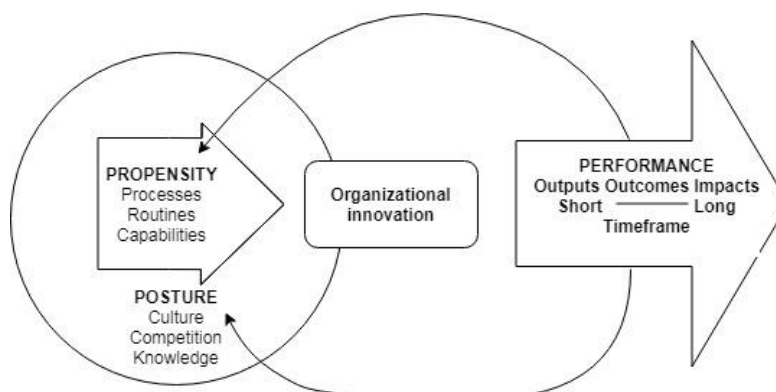 PROPENSITY
Processes
Routines
Capabilities
POSTURE
Culture
Competition
Knowledge
Organizational
innovation
PERFORMANCE
Outputs Outcomes Impacts
Short Long
Timeframe